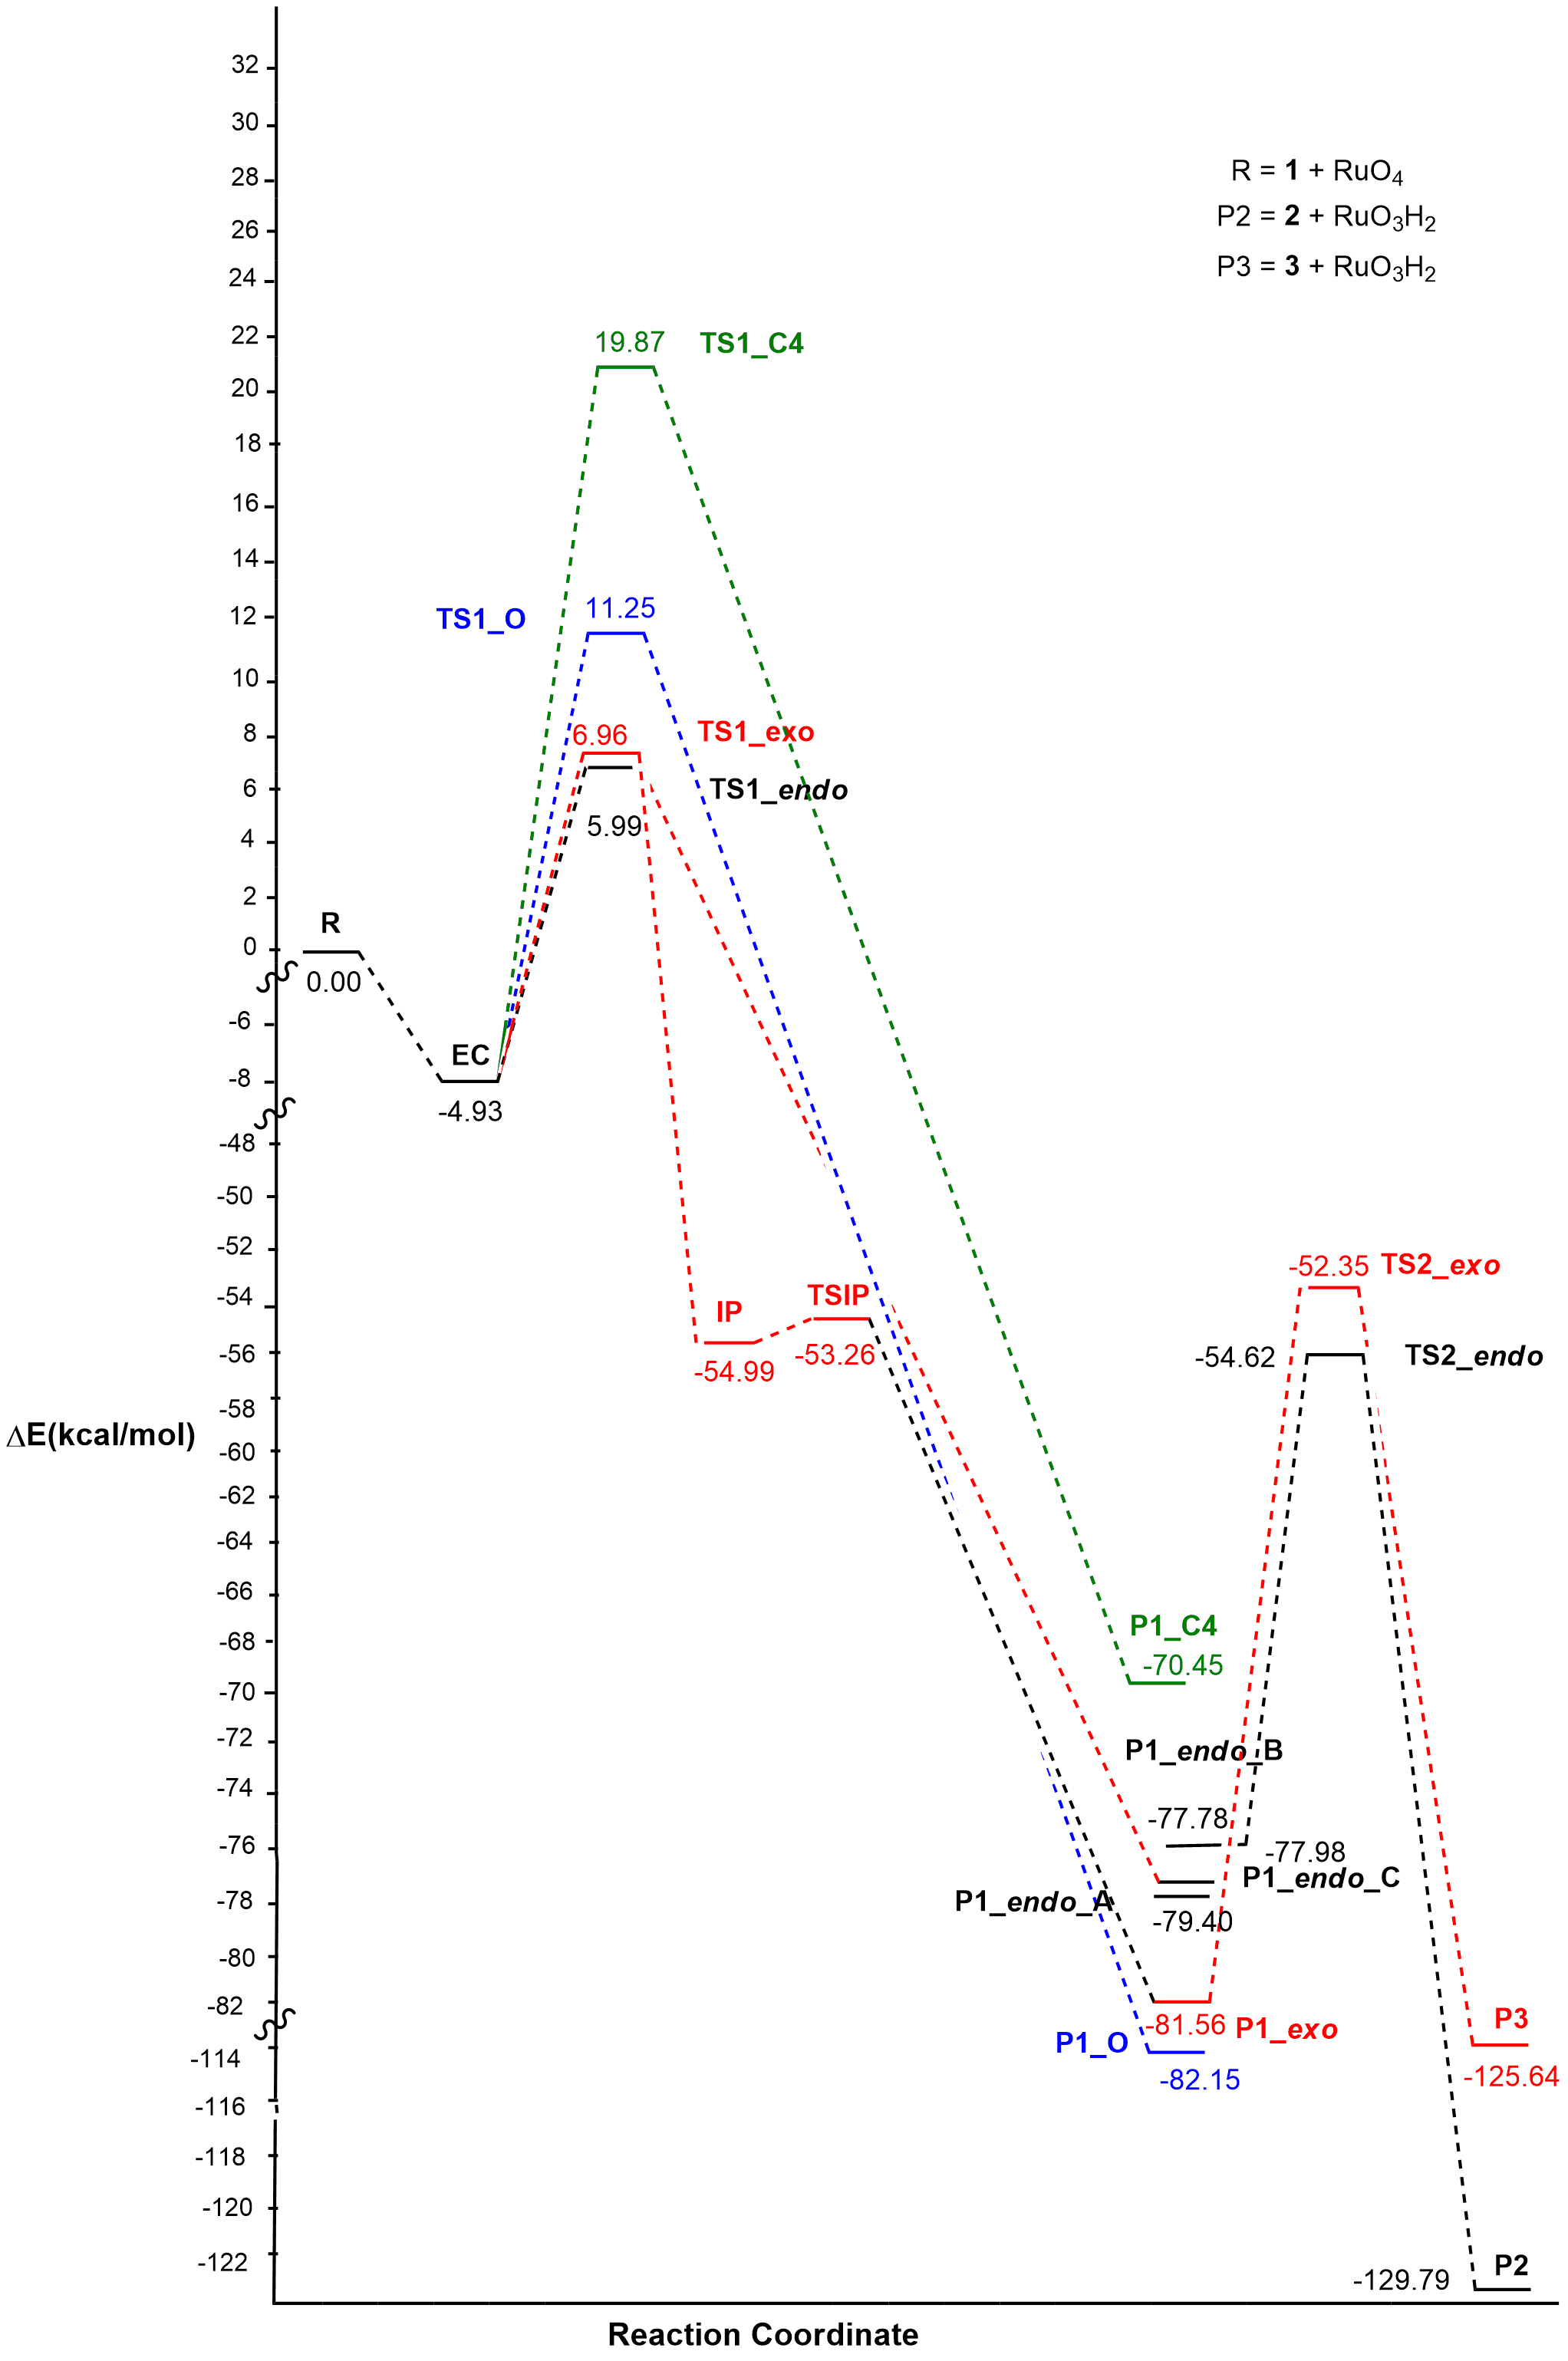 32
30
28
26
24
22
20
18
16
14
12
10
8
6
4
2
0
-6
-8
-48
-50
-52
-54
-56
-58
-60
-62
-64
-66
-68
-70
-72
-74
-76
-78
-80
-82
-114
-116
-118
-120
-122
ΔE(kcal/mol)
Reaction Coordinate
R = 1 + RuO4
P2 = 2 + RuO3H2
P3 = 3 + RuO3H2
19.87 TS1_C4
TS1_O 11.25
6.96 TS1_exo
TS1_endo
5.99
R
0.00
EC
-4.93
IP
-54.99
TSIP
-53.26
-52.35 TS2_exo
-54.62 TS2_endo
P1_C4
-70.45
P1_endo_B
-77.78
-77.98
P1_endo_C
P1_endo_A
-79.40
-81.56 P1_exo
P1_O
-82.15
P3
-125.64
P2
-129.79